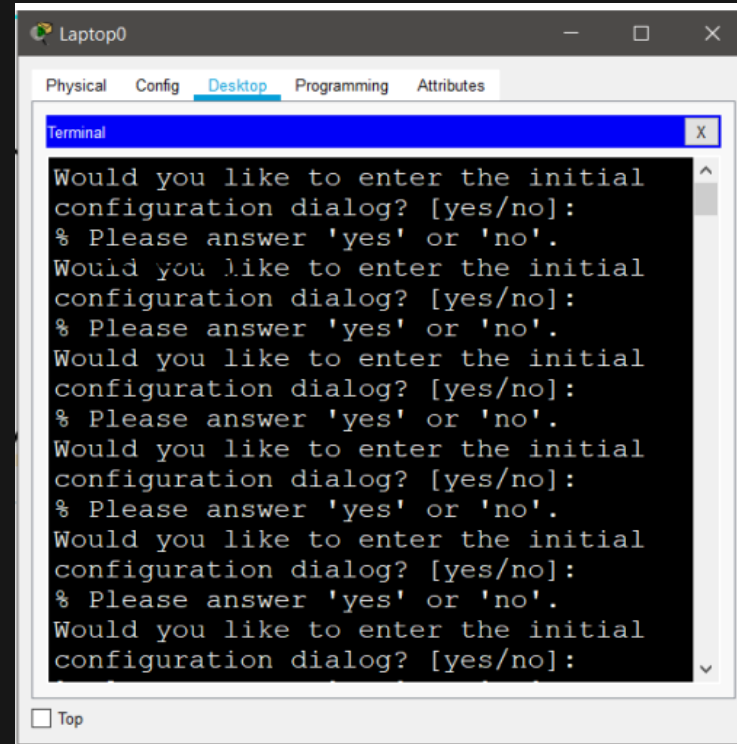 Laptop0
Physical Config Desktop Programming Attributes
Terminal X
Would you like to enter the initial
configuration dialog? [yes/no]:
% Please answer 'yes' or 'no'.
Would you like to enter the initial
configuration dialog? [yes/no]:
% Please answer 'yes' or 'no'.
Would you like to enter the initial
configuration dialog? [yes/no]:
% Please answer 'yes' or 'no'.
Would you like to enter the initial
configuration dialog? [yes/no]:
% Please answer 'yes' or 'no'.
Would you like to enter the initial
configuration dialog? [yes/no]:
% Please answer 'yes' or 'no'.
Would you like to enter the initial
configuration dialog? [yes/no]:
Top